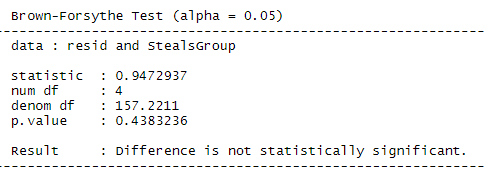 Brown-Forsythe Test (alpha = 0.05)
---------------------------------------------------------------
data : resid and StealsGroup
statistic  : 0.9472937
num df     : 4
denom df   : 157.2211
p.value    : 0.4383236
Result     : Difference is not statistically significant.
---------------------------------------------------------------